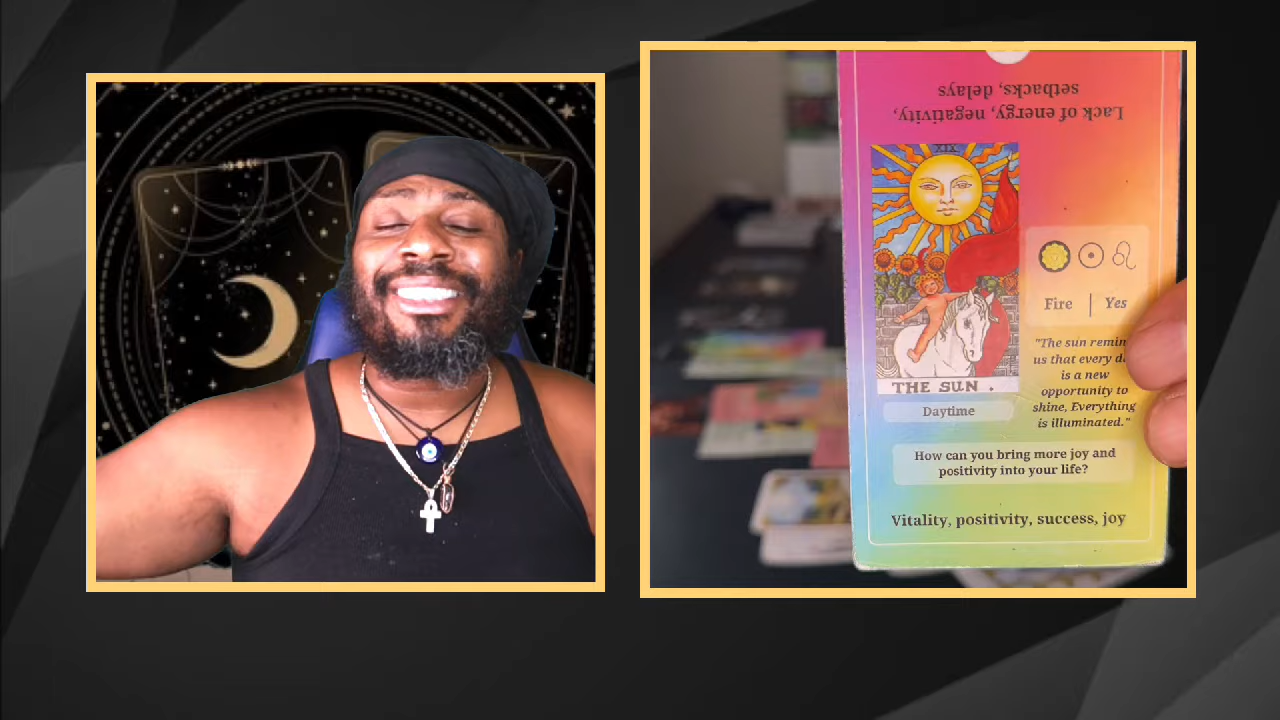 Lack of energy, negativity,
setbacks, delays
XIX
THE SUN.
Daytime
Fire | Yes
"The sun
us that every
is a new
opportunity to
shine, Everything
is illuminated."
How can you bring more joy and
positivity into your life?
Vitality, positivity, success, joy